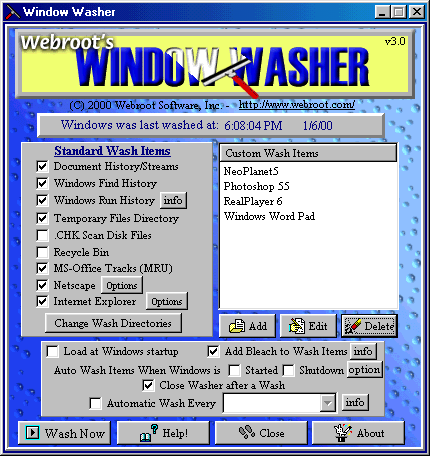 Window Washer
Webroot's
v3.0
WINDOW WASHER
(C) 2000 Webroot Software, Inc. - http://www.webroot.com/
Windows was last washed at: 6:08:04 PM 1/6/00
Standard Wash Items
Document History/Streams
Windows Find History
Windows Run History info
Temporary Files Directory
.CHK Scan Disk Files
Recycle Bin
MS-Office Tracks (MRU)
Netscape Options
Internet Explorer Options
Change Wash Directories
Custom Wash Items
NeoPlanet5
Photoshop 55
RealPlayer 6
Windows Word Pad
Add Edit Delete
Load at Windows startup Add Bleach to Wash Items info
Auto Wash Items When Windows is Started Shutdown option
Close Washer after a Wash
Automatic Wash Every info
Wash Now Help! Close About